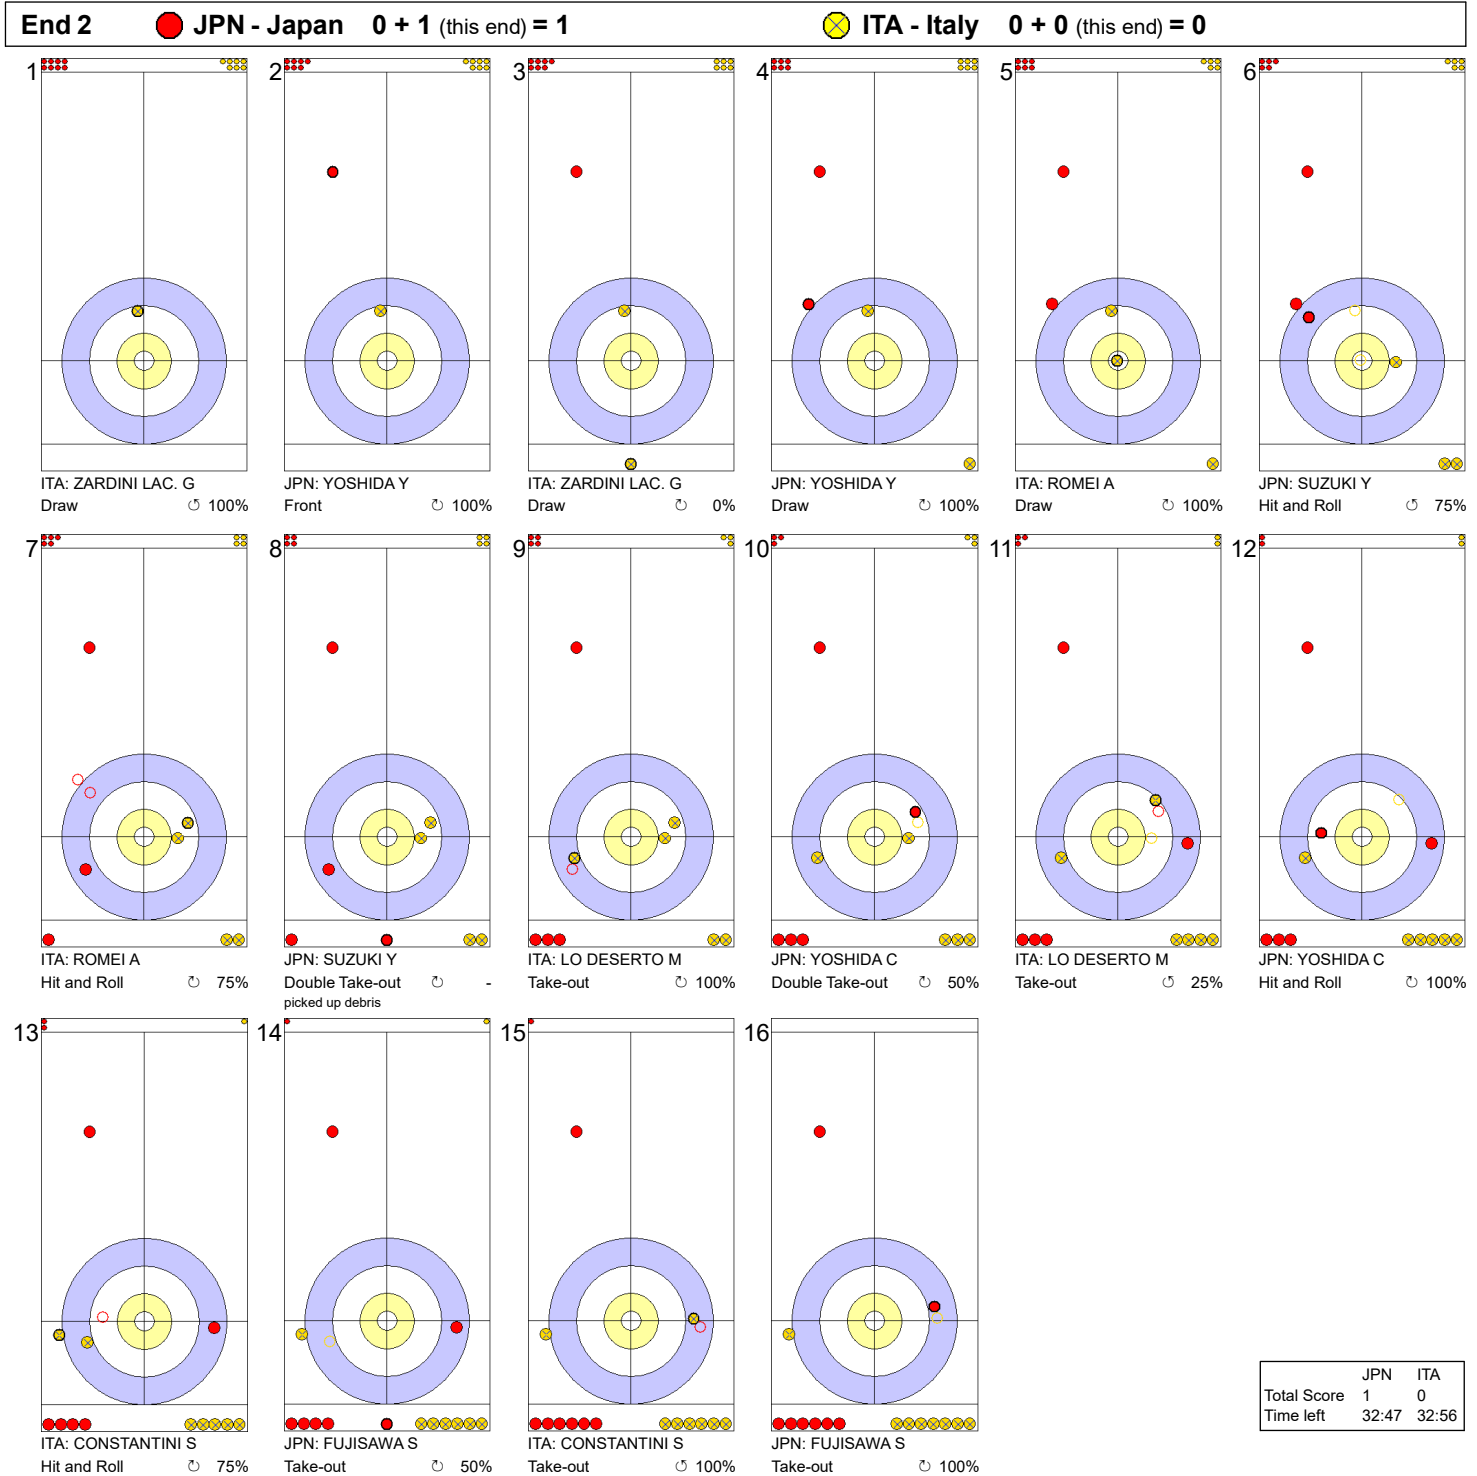 End 2 JPN - Japan 0 + 1 (this end) = 1 ITA - Italy 0 + 0 (this end) = 0
1 2 3 4 5 6
ITA: ZARDINI LAC. G JPN: YOSHIDA Y ITA: ZARDINI LAC. G JPN: YOSHIDA Y ITA: ROMEI A JPN: SUZUKI Y
Draw ↻ 100% Front ↻ 100% Draw ↻ 0% Draw ↻ 100% Draw ↺ 100% Hit and Roll ↺ 75%
7 8 9 10 11 12
ITA: ROMEI A JPN: SUZUKI Y ITA: LO DESERTO M JPN: YOSHIDA C ITA: LO DESERTO M JPN: YOSHIDA C
Hit and Roll ↻ 75% Double Take-out ↻ - Take-out ↻ 100% Double Take-out ↻ 50% Take-out ↺ 25% Hit and Roll ↻ 100%
picked up debris
13 14 15 16
ITA: CONSTANTINI S JPN: FUJISAWA S ITA: CONSTANTINI S JPN: FUJISAWA S
Hit and Roll ↻ 75% Take-out ↻ 50% Take-out ↺ 100% Take-out ↻ 100%
JPN ITA
Total Score 1 0
Time left 32:47 32:56